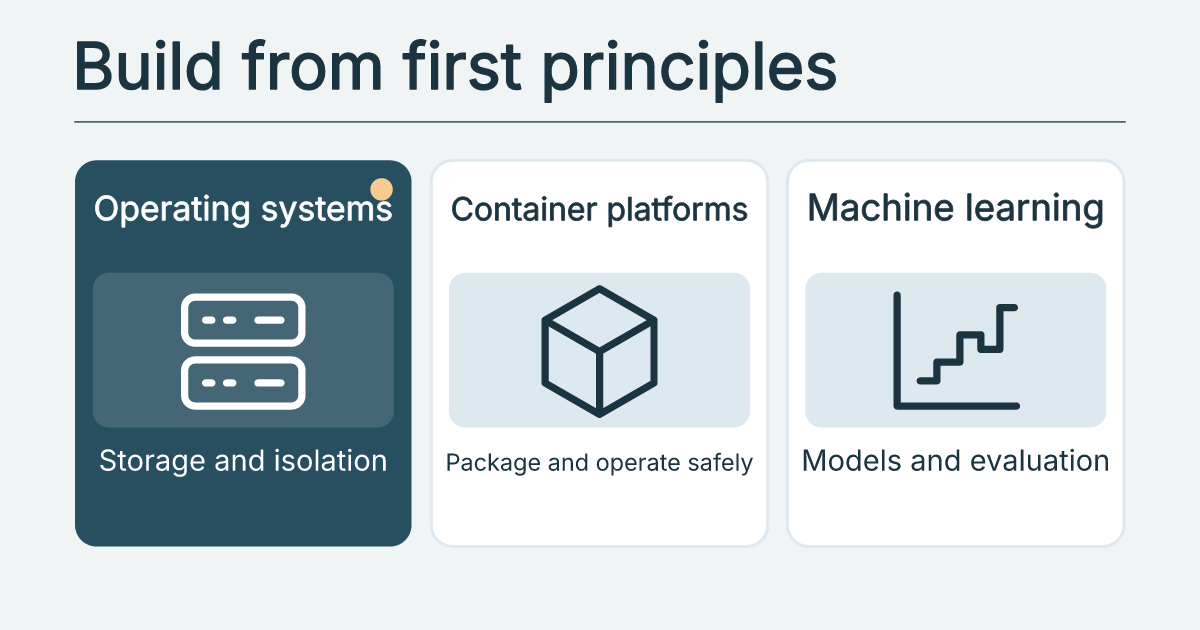 Build from first principles
Operating systems
Container platforms
Machine learning
Storage and isolation
Package and operate safely
Models and evaluation